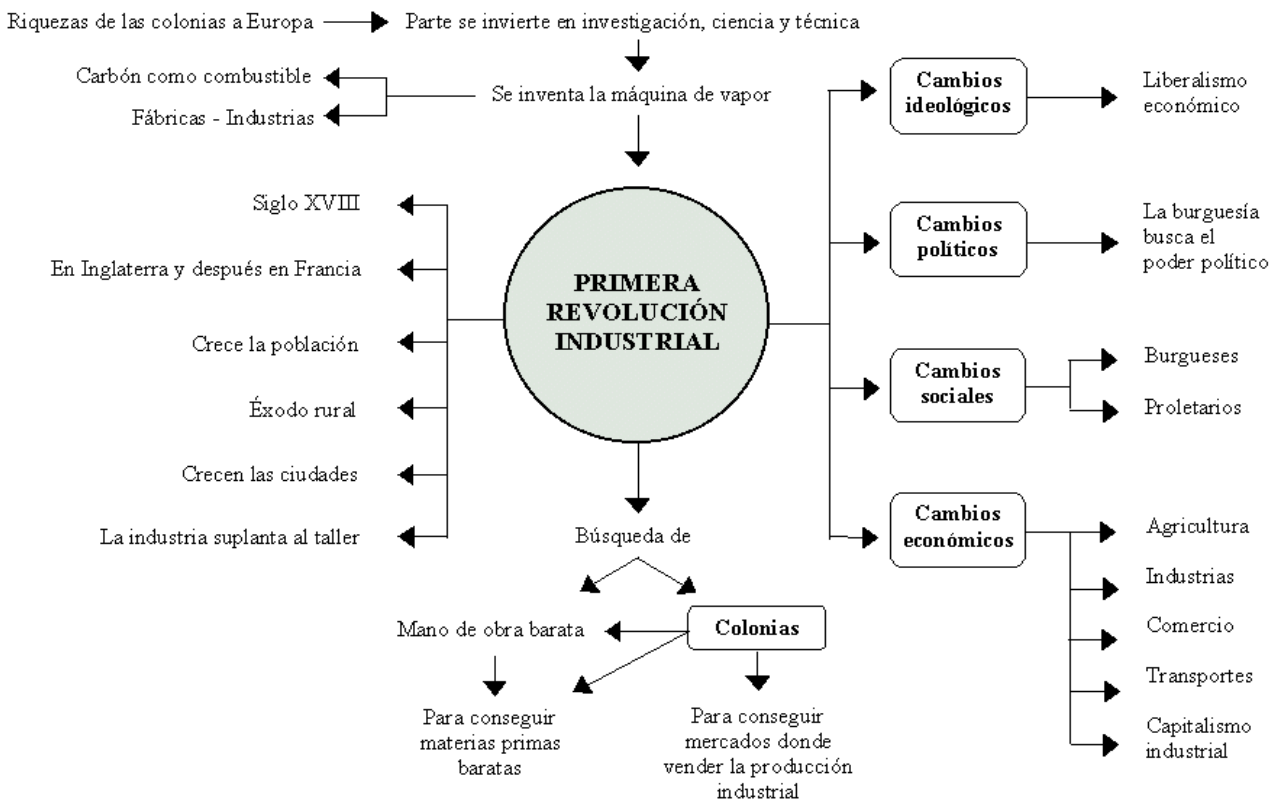 Riquezas de las colonias a Europa
Parte se invierte en investigación, ciencia y técnica
Carbón como combustible
Fábricas - Industrias
Se inventa la máquina de vapor
Siglo XVIII
En Inglaterra y después en Francia
Crece la población
Éxodo rural
Crecen las ciudades
La industria suplanta al taller
PRIMERA
REVOLUCIÓN
INDUSTRIAL
Cambios
ideológicos
Liberalismo
económico
Cambios
políticos
La burguesía
busca el
poder político
Cambios
sociales
Burgueses
Proletarios
Cambios
económicos
Agricultura
Industrias
Comercio
Transportes
Capitalismo
industrial
Búsqueda de
Mano de obra barata
Colonias
Para conseguir
materias primas
baratas
Para conseguir
mercados donde
vender la producción
industrial